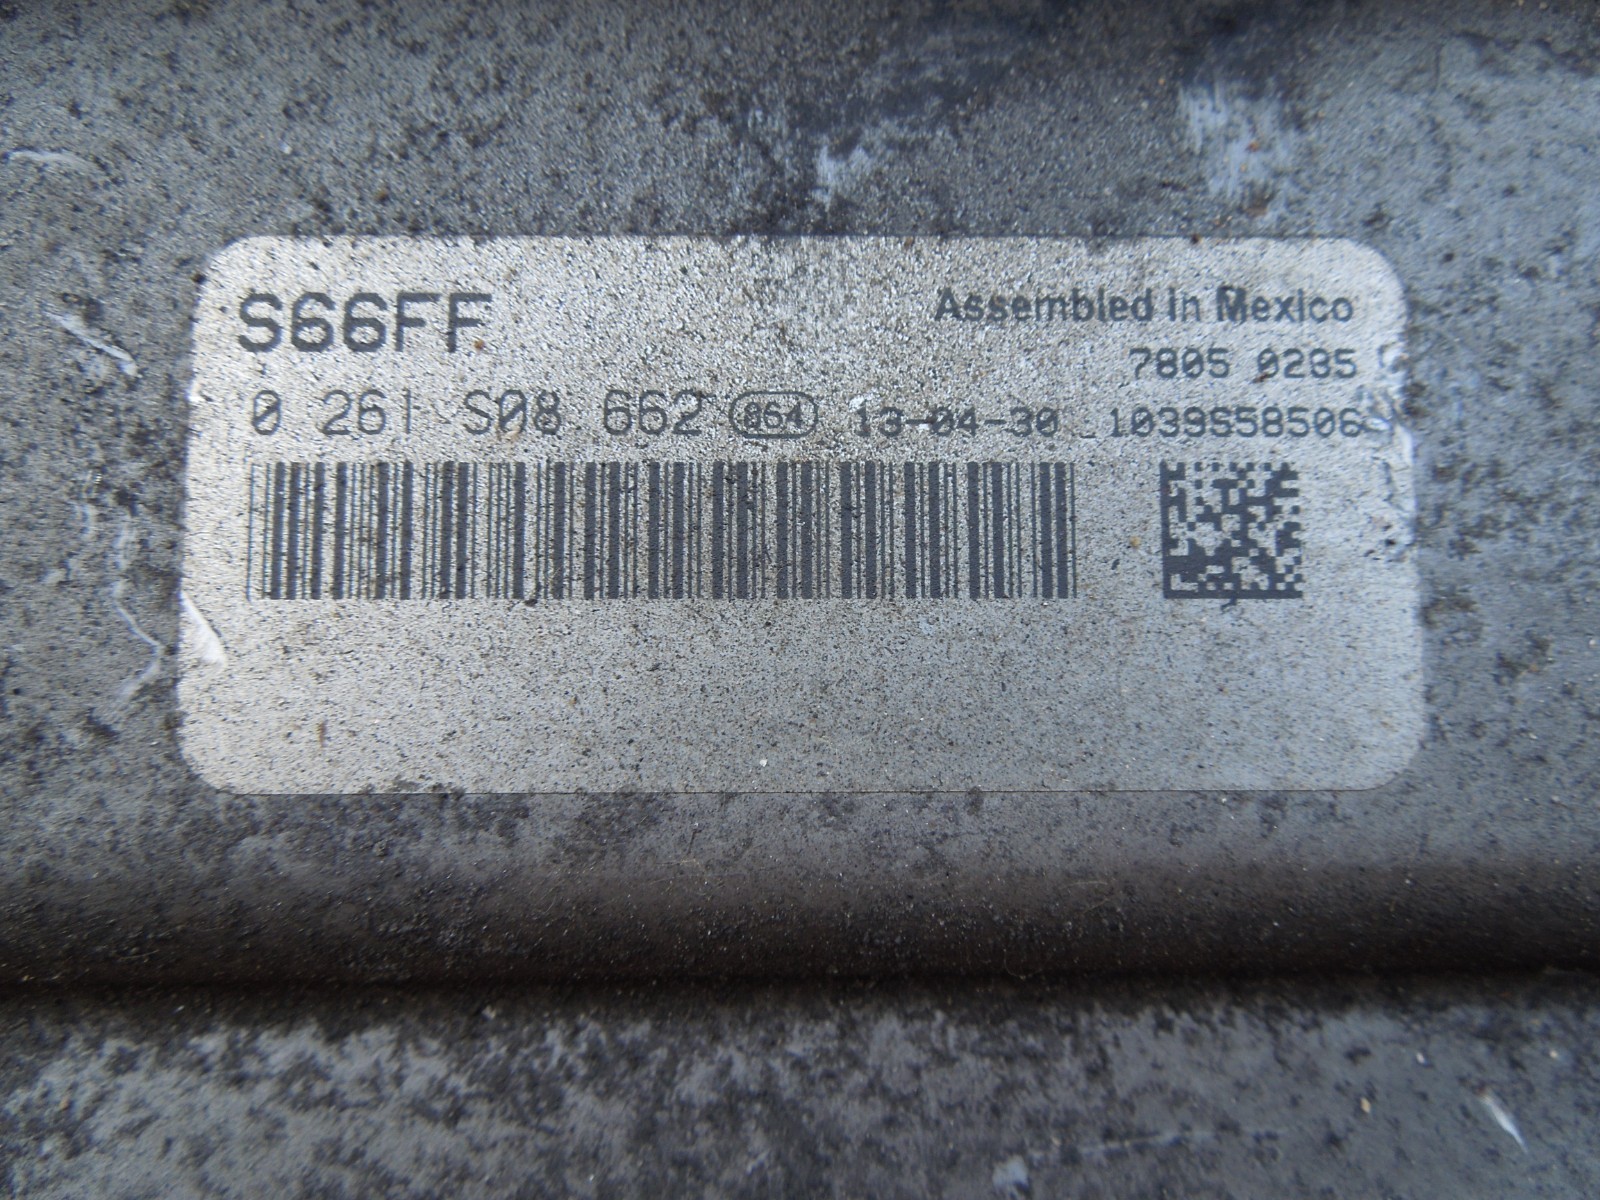 S66FF
Assembled in Mexico
7805 0285
0 261 S08 662 864 13-04-30 1039S58506